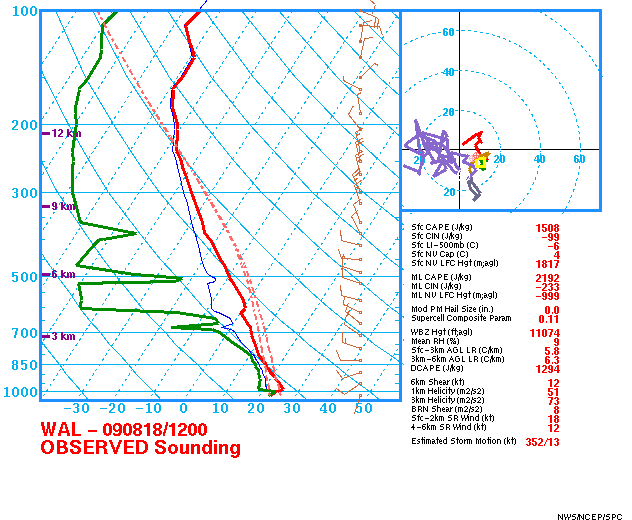 100
200
300
400
500
600
700
850
1000
12 km
9 km
6 km
3 km
-30 -20 -10 0 10 20 30 40 50
60
40
20
20 20 40 60
1
20
WAL - 090818/1200
OBSERVED Sounding
Sfc CAPE (J/kg) 1508
Sfc CIN (J/kg) -99
Sfc LI-500mb (C) -6
Sfc NV Cap (C) 4
Sfc NV LFC Hgt (m;agl) 1817
ML CAPE (J/kg) 2192
ML CIN (J/kg) -233
ML NV LFC Hgt (m;agl) -999
Mod PM Hail Size (in.) 0.0
Supercell Composite Param 0.11
WBZ Hgt (ft;agl) 11074
Mean RH (%) 9
Sfc-3km AGL LR (C/km) 5.8
3km-6km AGL LR (C/km) 6.3
DCAPE (J/kg) 1294
6km Shear (kt) 12
1km Helicity (m2/s2) 51
3km Helicity (m2/s2) 73
BRN Shear (m2/s2) 8
Sfc-2km SR Wind (kt) 18
4-6km SR Wind (kt) 12
Estimated Storm Motion (kt) 352/13
NWS/NCEP/SPC